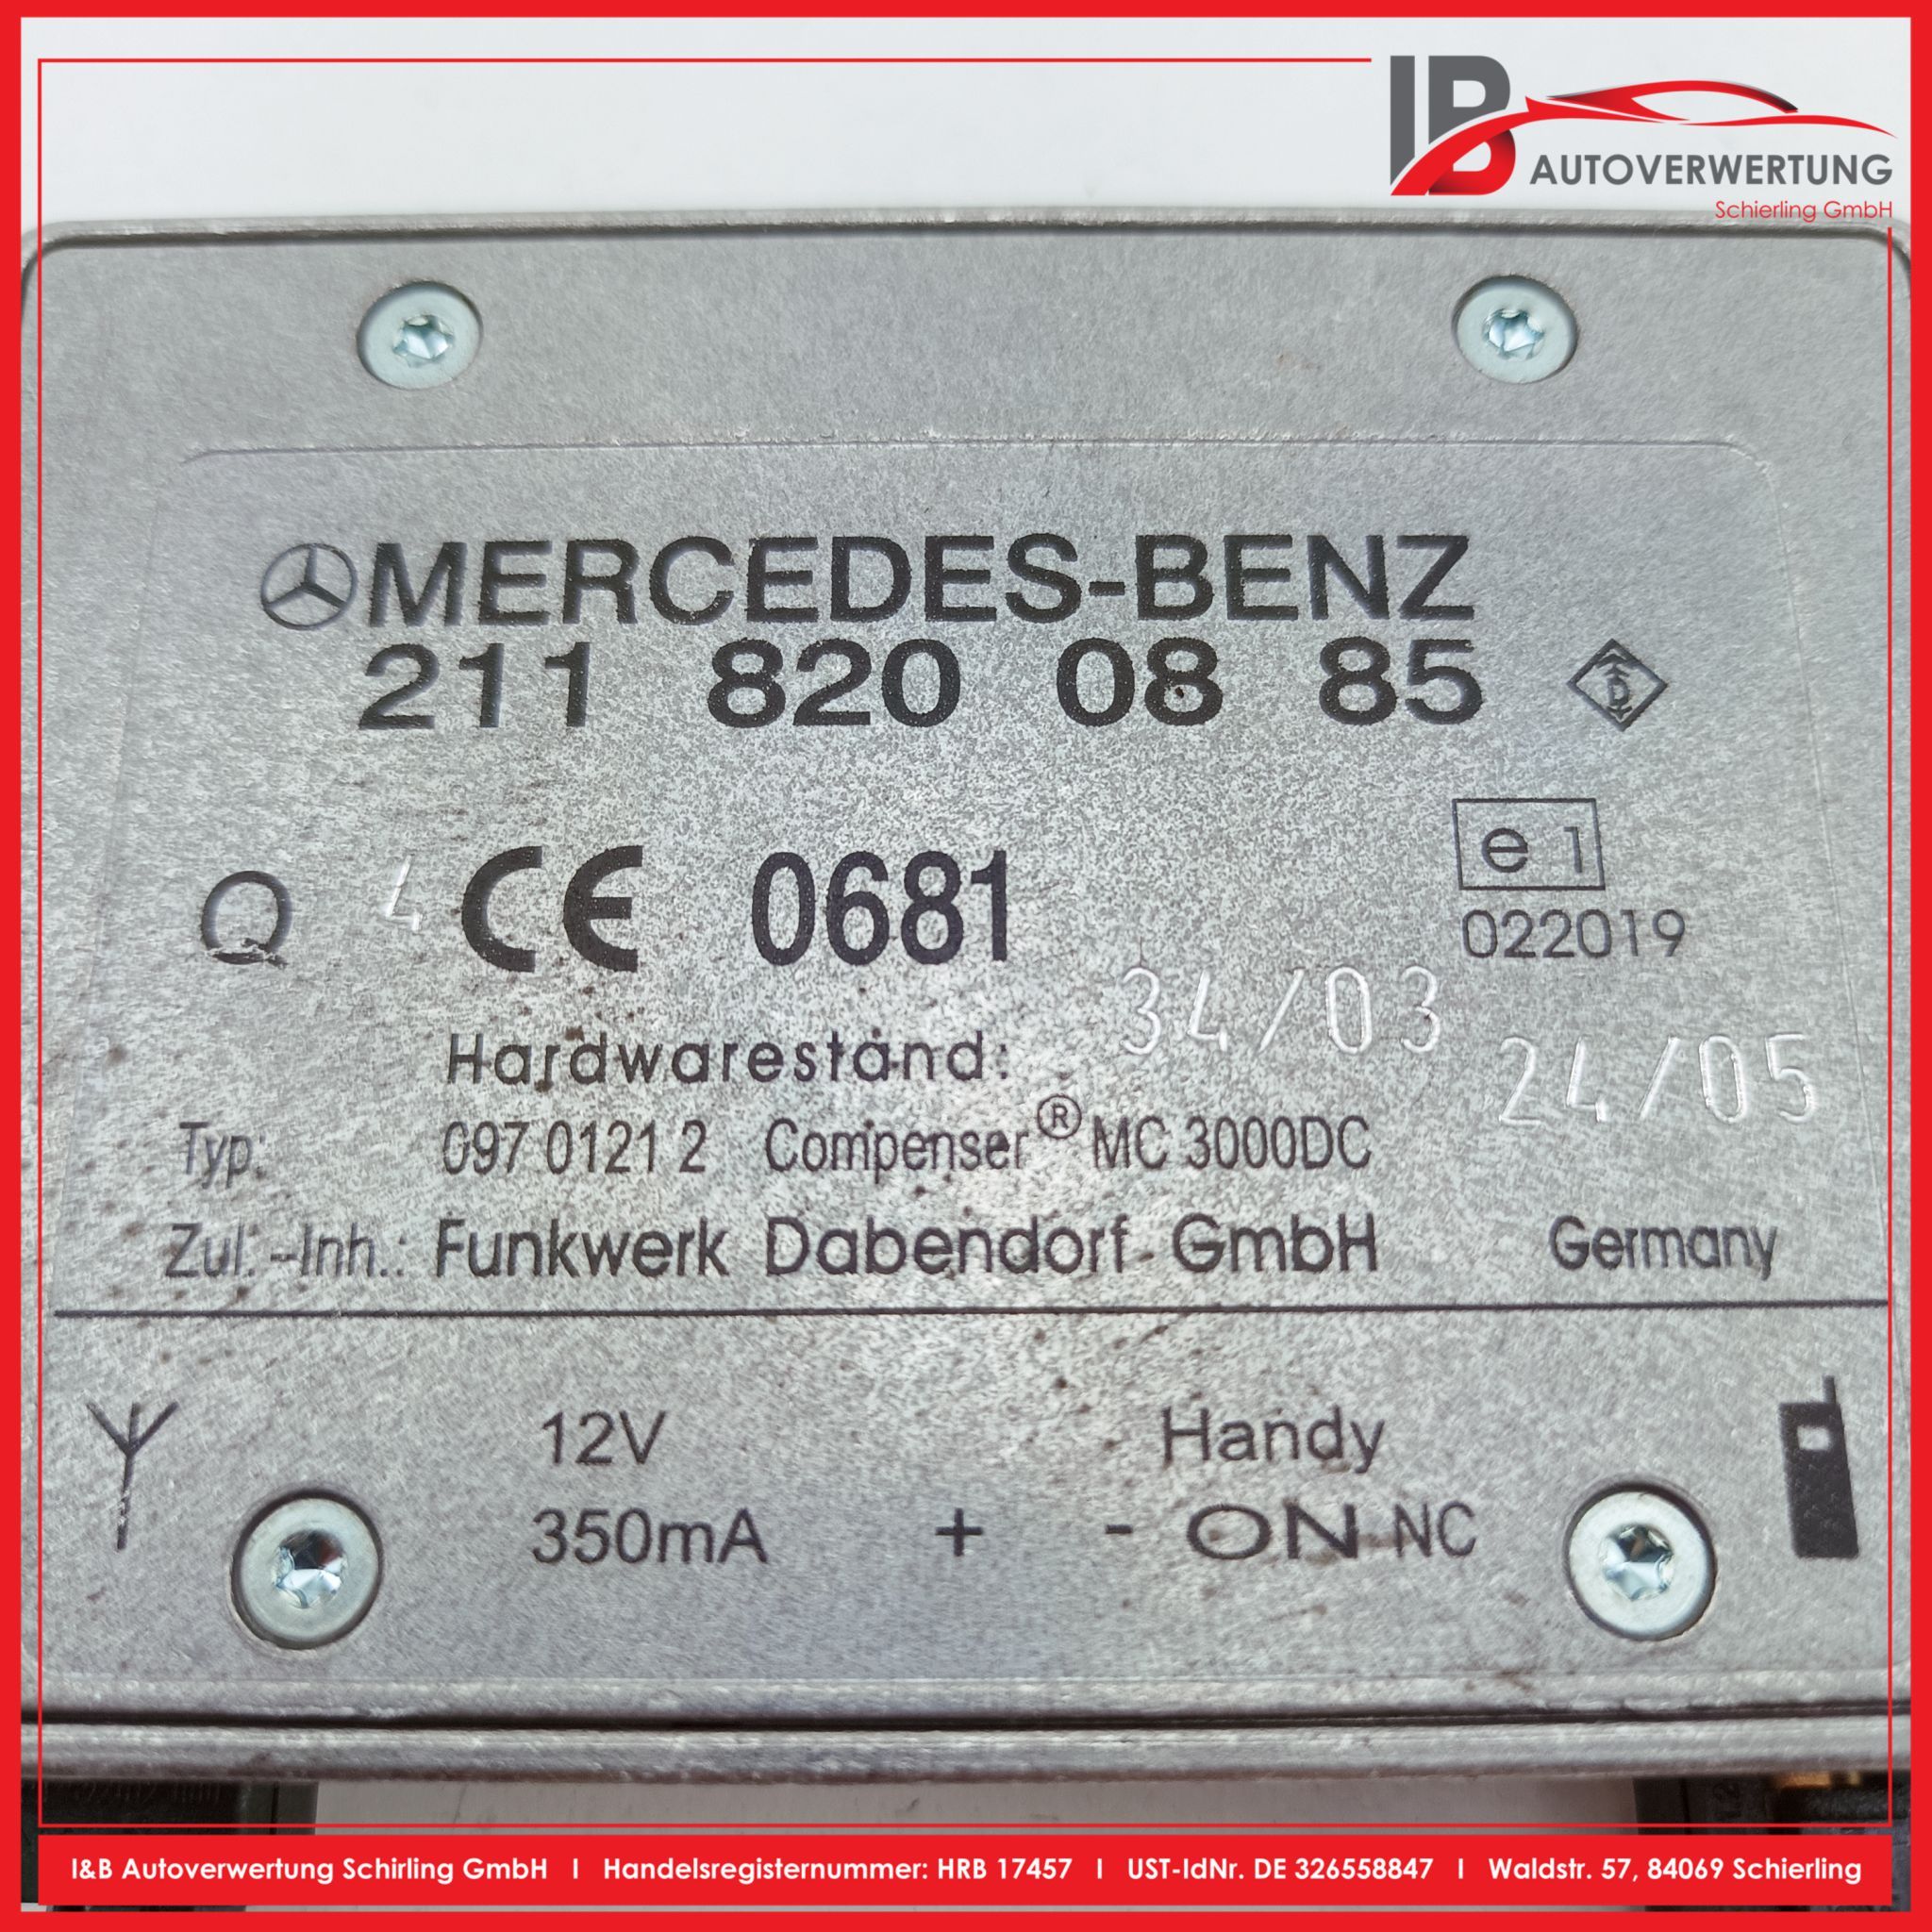 IB AUTOVERWERTUNG
Schierling GmbH
MERCEDES-BENZ
211 820 08 85
e 1
Q 4 CE 0681
022019
34/03
Hardwarestand:
24/05
Typ: 097 0121 2 Compenser® MC 3000DC
Zul.-Inh.: Funkwerk Dabendorf GmbH Germany
12V Handy
350mA + - ON NC
I&B Autoverwertung Schirling GmbH I Handelsregisternummer: HRB 17457 I UST-IdNr. DE 326558847 I Waldstr. 57, 84069 Schierling